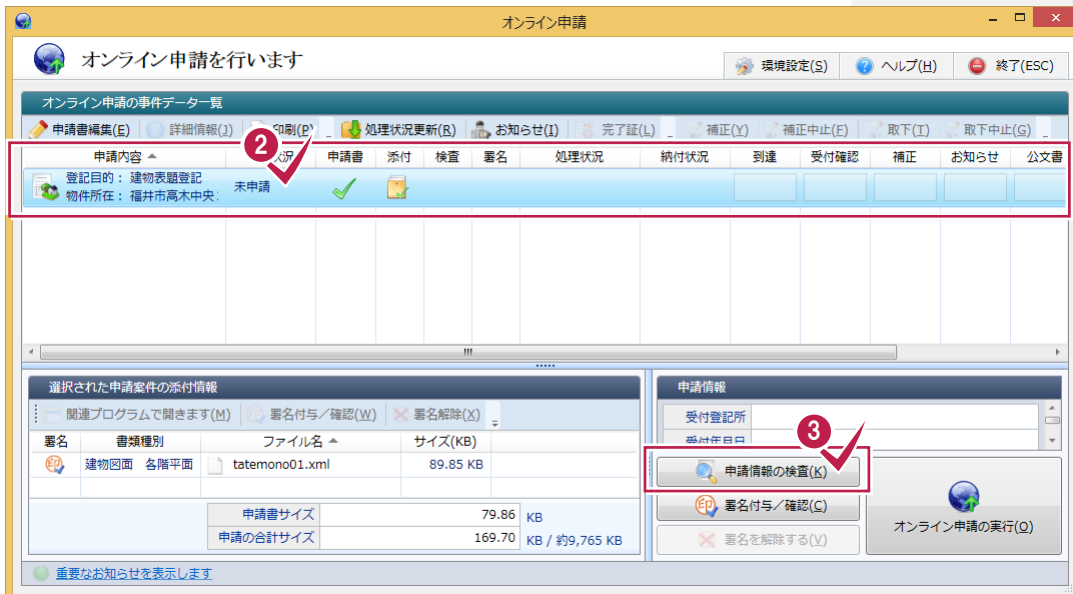 オンライン申請
オンライン申請を行います
環境設定(S) ヘルプ(H) 終了(ESC)
オンライン申請の事件データ一覧
申請書編集(E) 詳細情報(J) 印刷(P) 処理状況更新(R) お知らせ(I) 完了証(L) 補正(Y) 補正中止(F) 取下(T) 取下中止(G)
2
申請内容 状況 申請書 添付 検査 署名 処理状況 納付状況 到達 受付確認 補正 お知らせ 公文書
登記目的： 建物表題登記
未申請
物件所在： 福井市高木中央
選択された申請案件の添付情報
関連プログラムで開きます(M) 署名付与／確認(W) 署名解除(X)
署名 書類種別 ファイル名 サイズ(KB)
建物図面 各階平面 tatemono01.xml 89.85 KB
申請書サイズ 79.86 KB
申請の合計サイズ 169.70 KB / 約9,765 KB
申請情報
受付登記所
受付年月日
3
申請情報の検査(K)
署名付与／確認(C)
署名を解除する(V)
オンライン申請の実行(O)
重要なお知らせを表示します